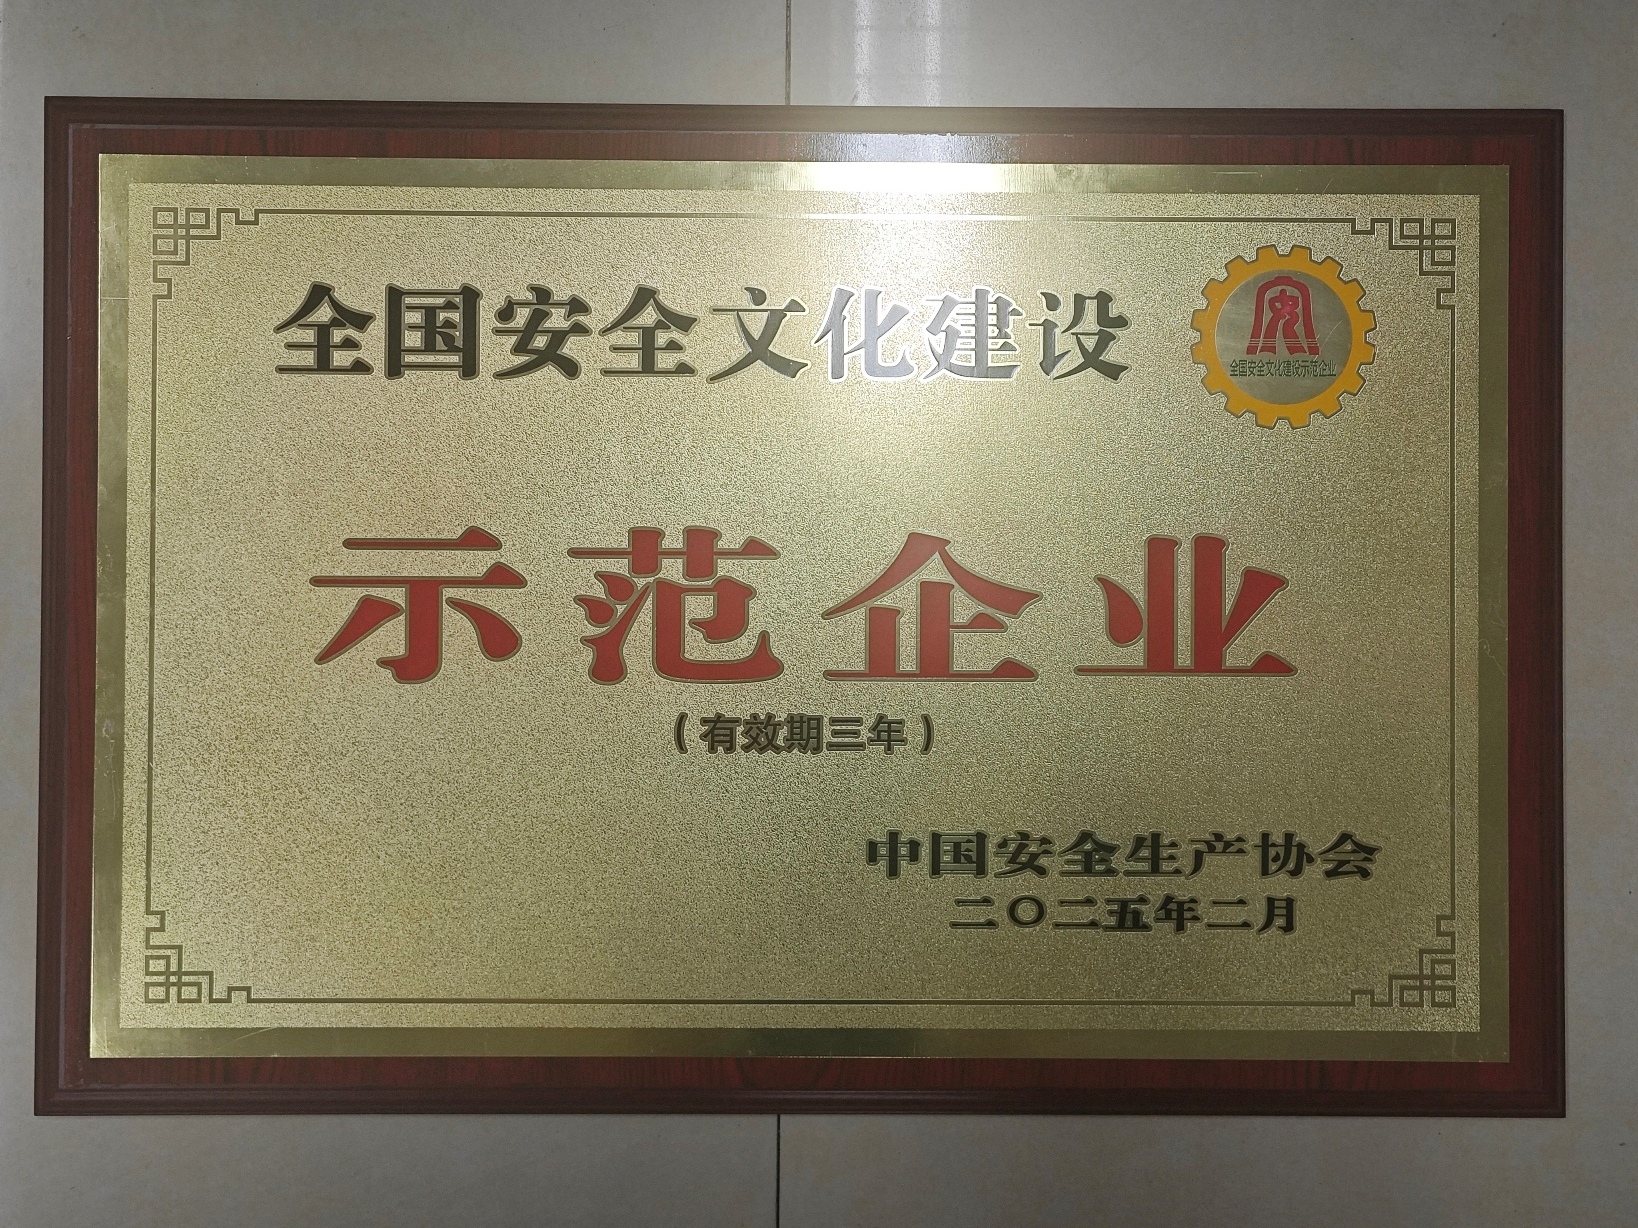 全国安全文化建设
全国安全文化建设示范企业
示范企业
（有效期三年）
中国安全生产协会
二〇二五年二月